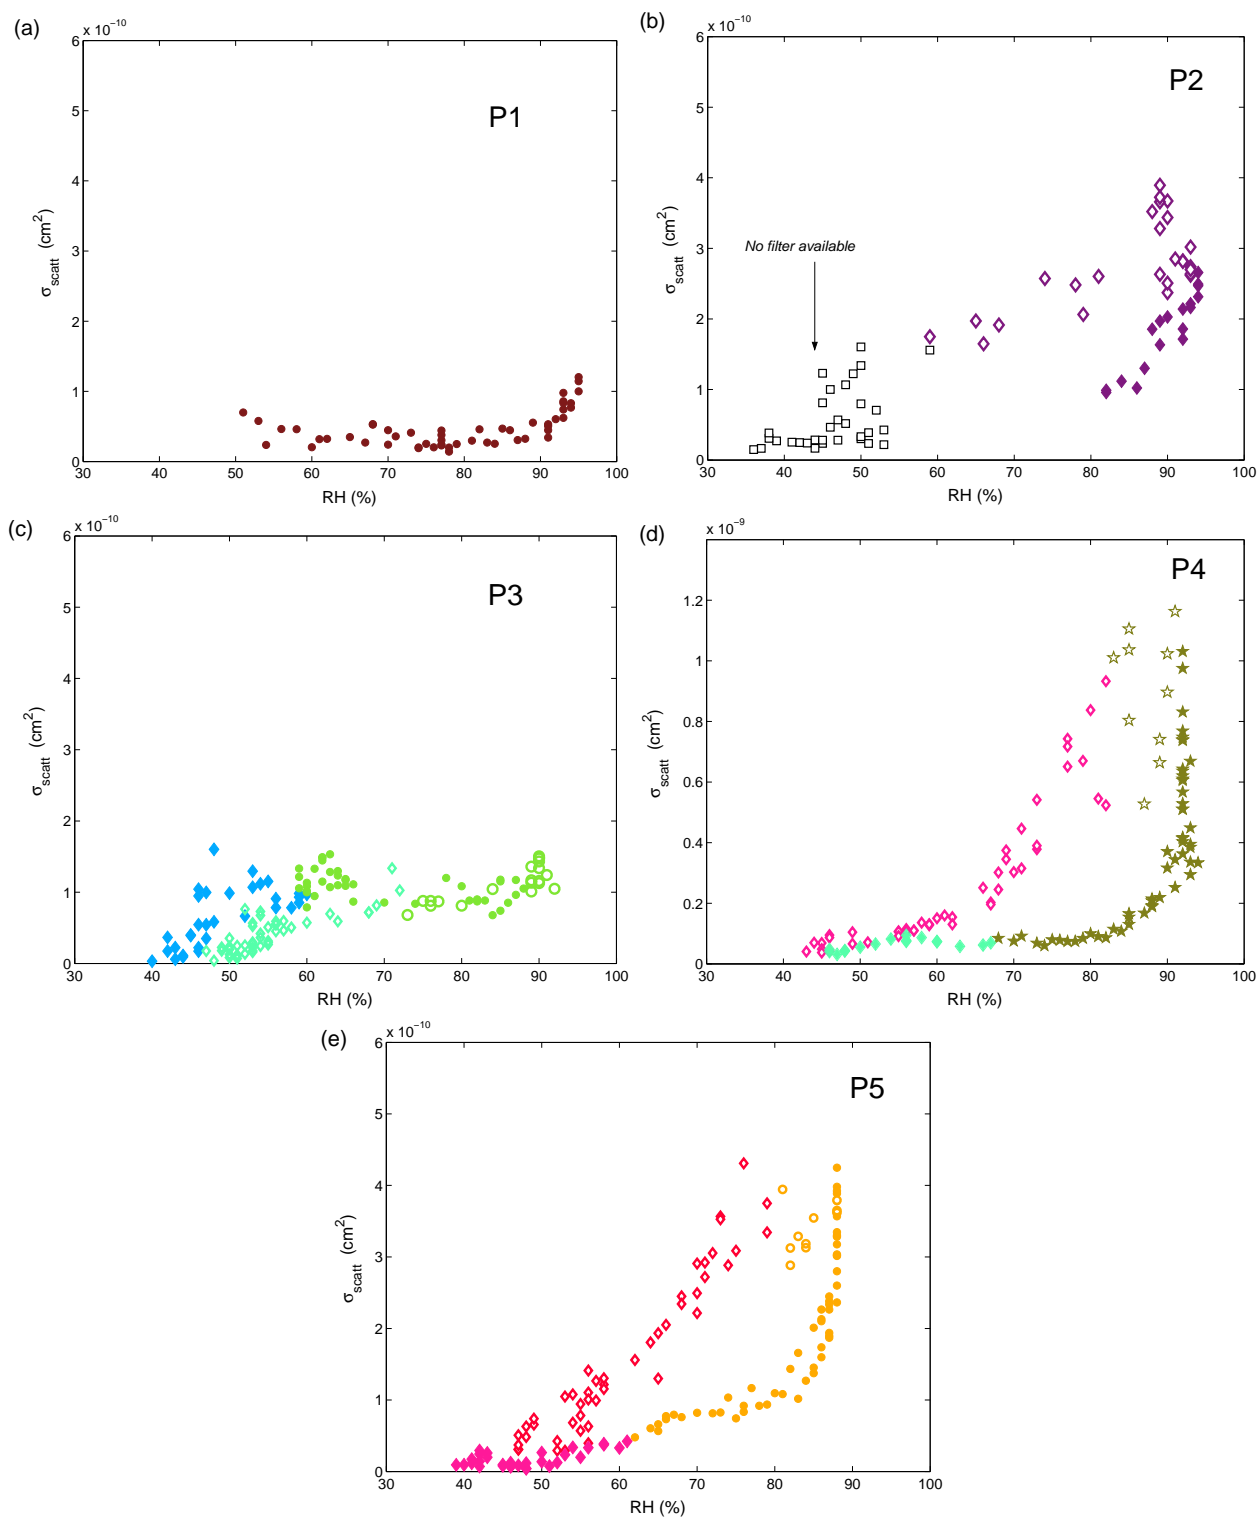 (a)
x 10⁻¹⁰
6
5
4
3
2
1
0
30 40 50 60 70 80 90 100
σscatt (cm²)
RH (%)
P1
(b)
x 10⁻¹⁰
6
5
4
3
2
1
0
30 40 50 60 70 80 90 100
σscatt (cm²)
RH (%)
P2
No filter available
(c)
x 10⁻¹⁰
6
5
4
3
2
1
0
30 40 50 60 70 80 90 100
σscatt (cm²)
RH (%)
P3
(d)
x 10⁻⁹
1.2
1
0.8
0.6
0.4
0.2
0
30 40 50 60 70 80 90 100
σscatt (cm²)
RH (%)
P4
(e)
x 10⁻¹⁰
6
5
4
3
2
1
0
30 40 50 60 70 80 90 100
σscatt (cm²)
RH (%)
P5